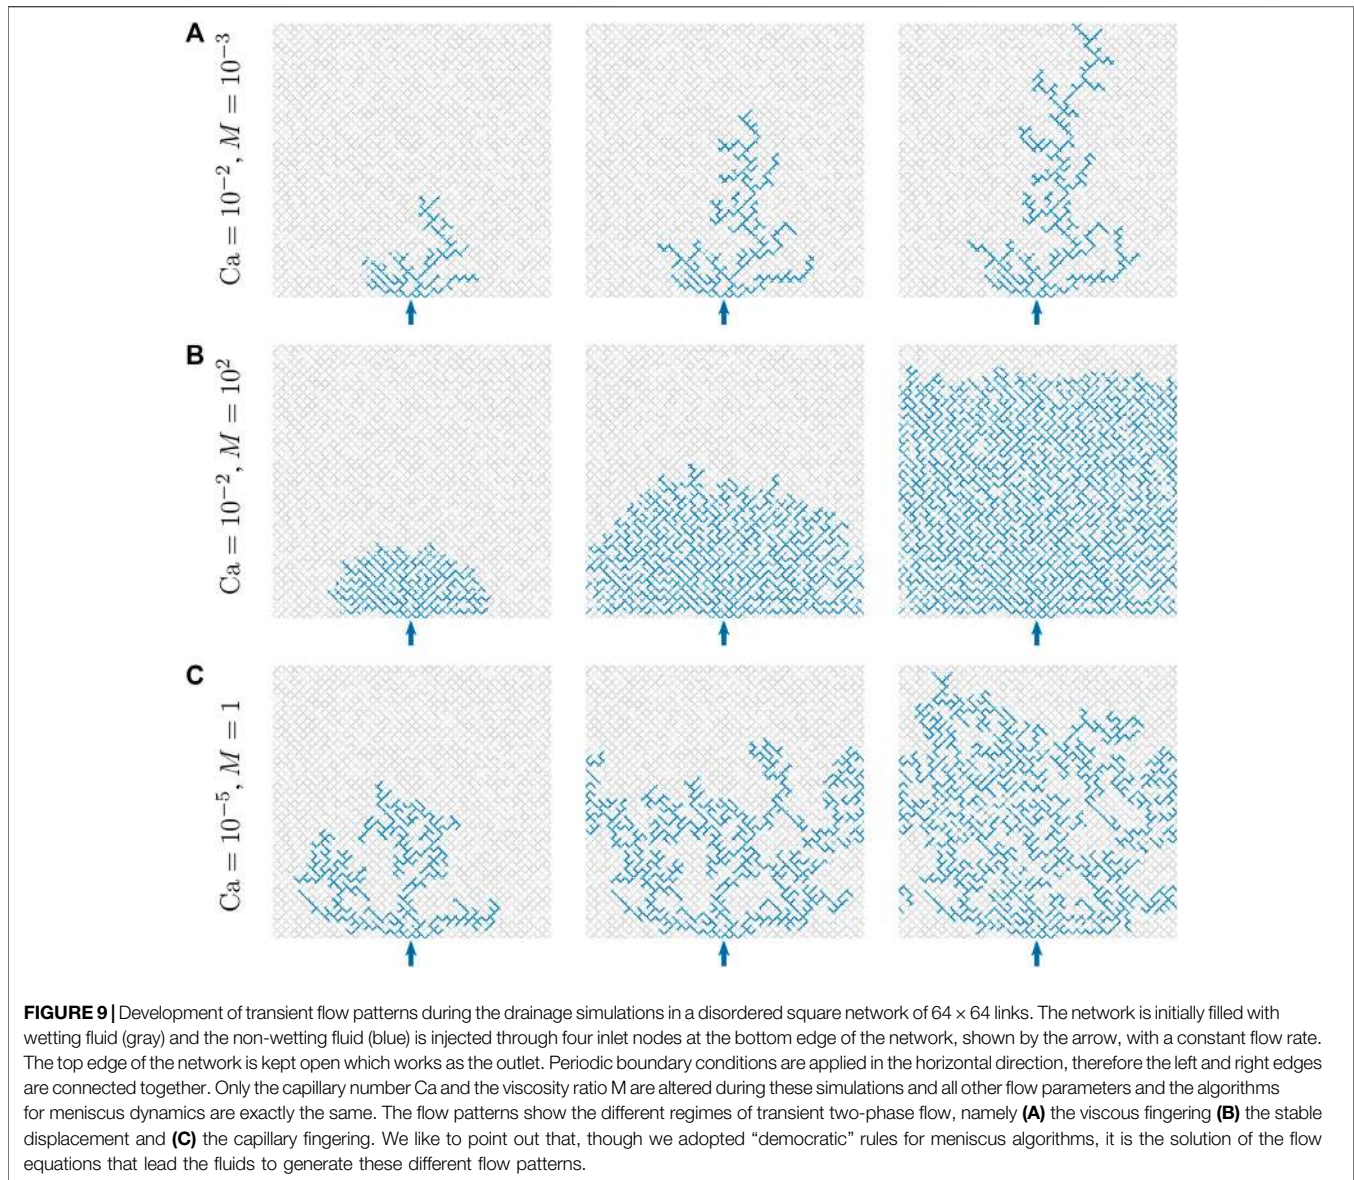 A
Ca = 10⁻², M = 10⁻³
B
Ca = 10⁻², M = 10²
C
Ca = 10⁻⁵, M = 1
FIGURE 9 | Development of transient flow patterns during the drainage simulations in a disordered square network of 64 × 64 links. The network is initially filled with
wetting fluid (gray) and the non-wetting fluid (blue) is injected through four inlet nodes at the bottom edge of the network, shown by the arrow, with a constant flow rate.
The top edge of the network is kept open which works as the outlet. Periodic boundary conditions are applied in the horizontal direction, therefore the left and right edges
are connected together. Only the capillary number Ca and the viscosity ratio M are altered during these simulations and all other flow parameters and the algorithms
for meniscus dynamics are exactly the same. The flow patterns show the different regimes of transient two-phase flow, namely (A) the viscous fingering (B) the stable
displacement and (C) the capillary fingering. We like to point out that, though we adopted “democratic” rules for meniscus algorithms, it is the solution of the flow
equations that lead the fluids to generate these different flow patterns.